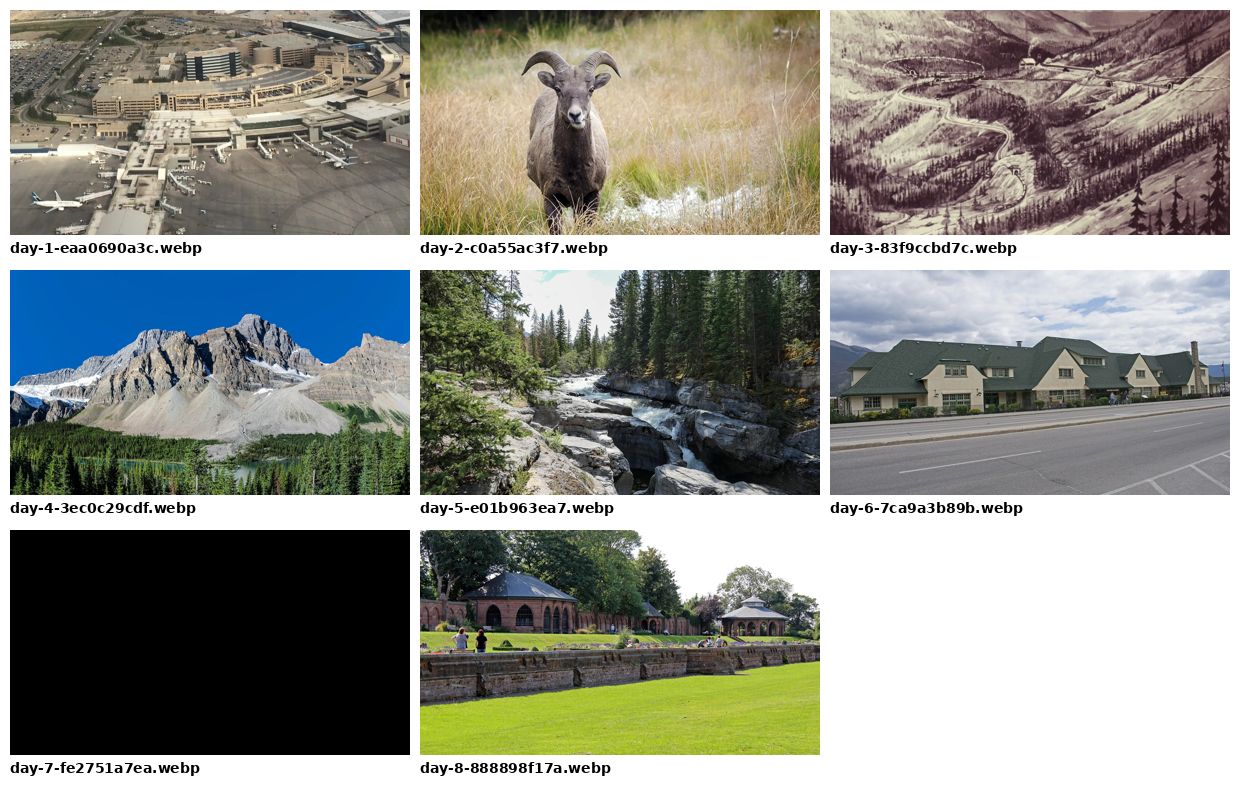 day-1-eaa0690a3c.webp
day-2-c0a55ac3f7.webp
day-3-83f9ccbd7c.webp
day-4-3ec0c29cdf.webp
day-5-e01b963ea7.webp
day-6-7ca9a3b89b.webp
day-7-fe2751a7ea.webp
day-8-888898f17a.webp